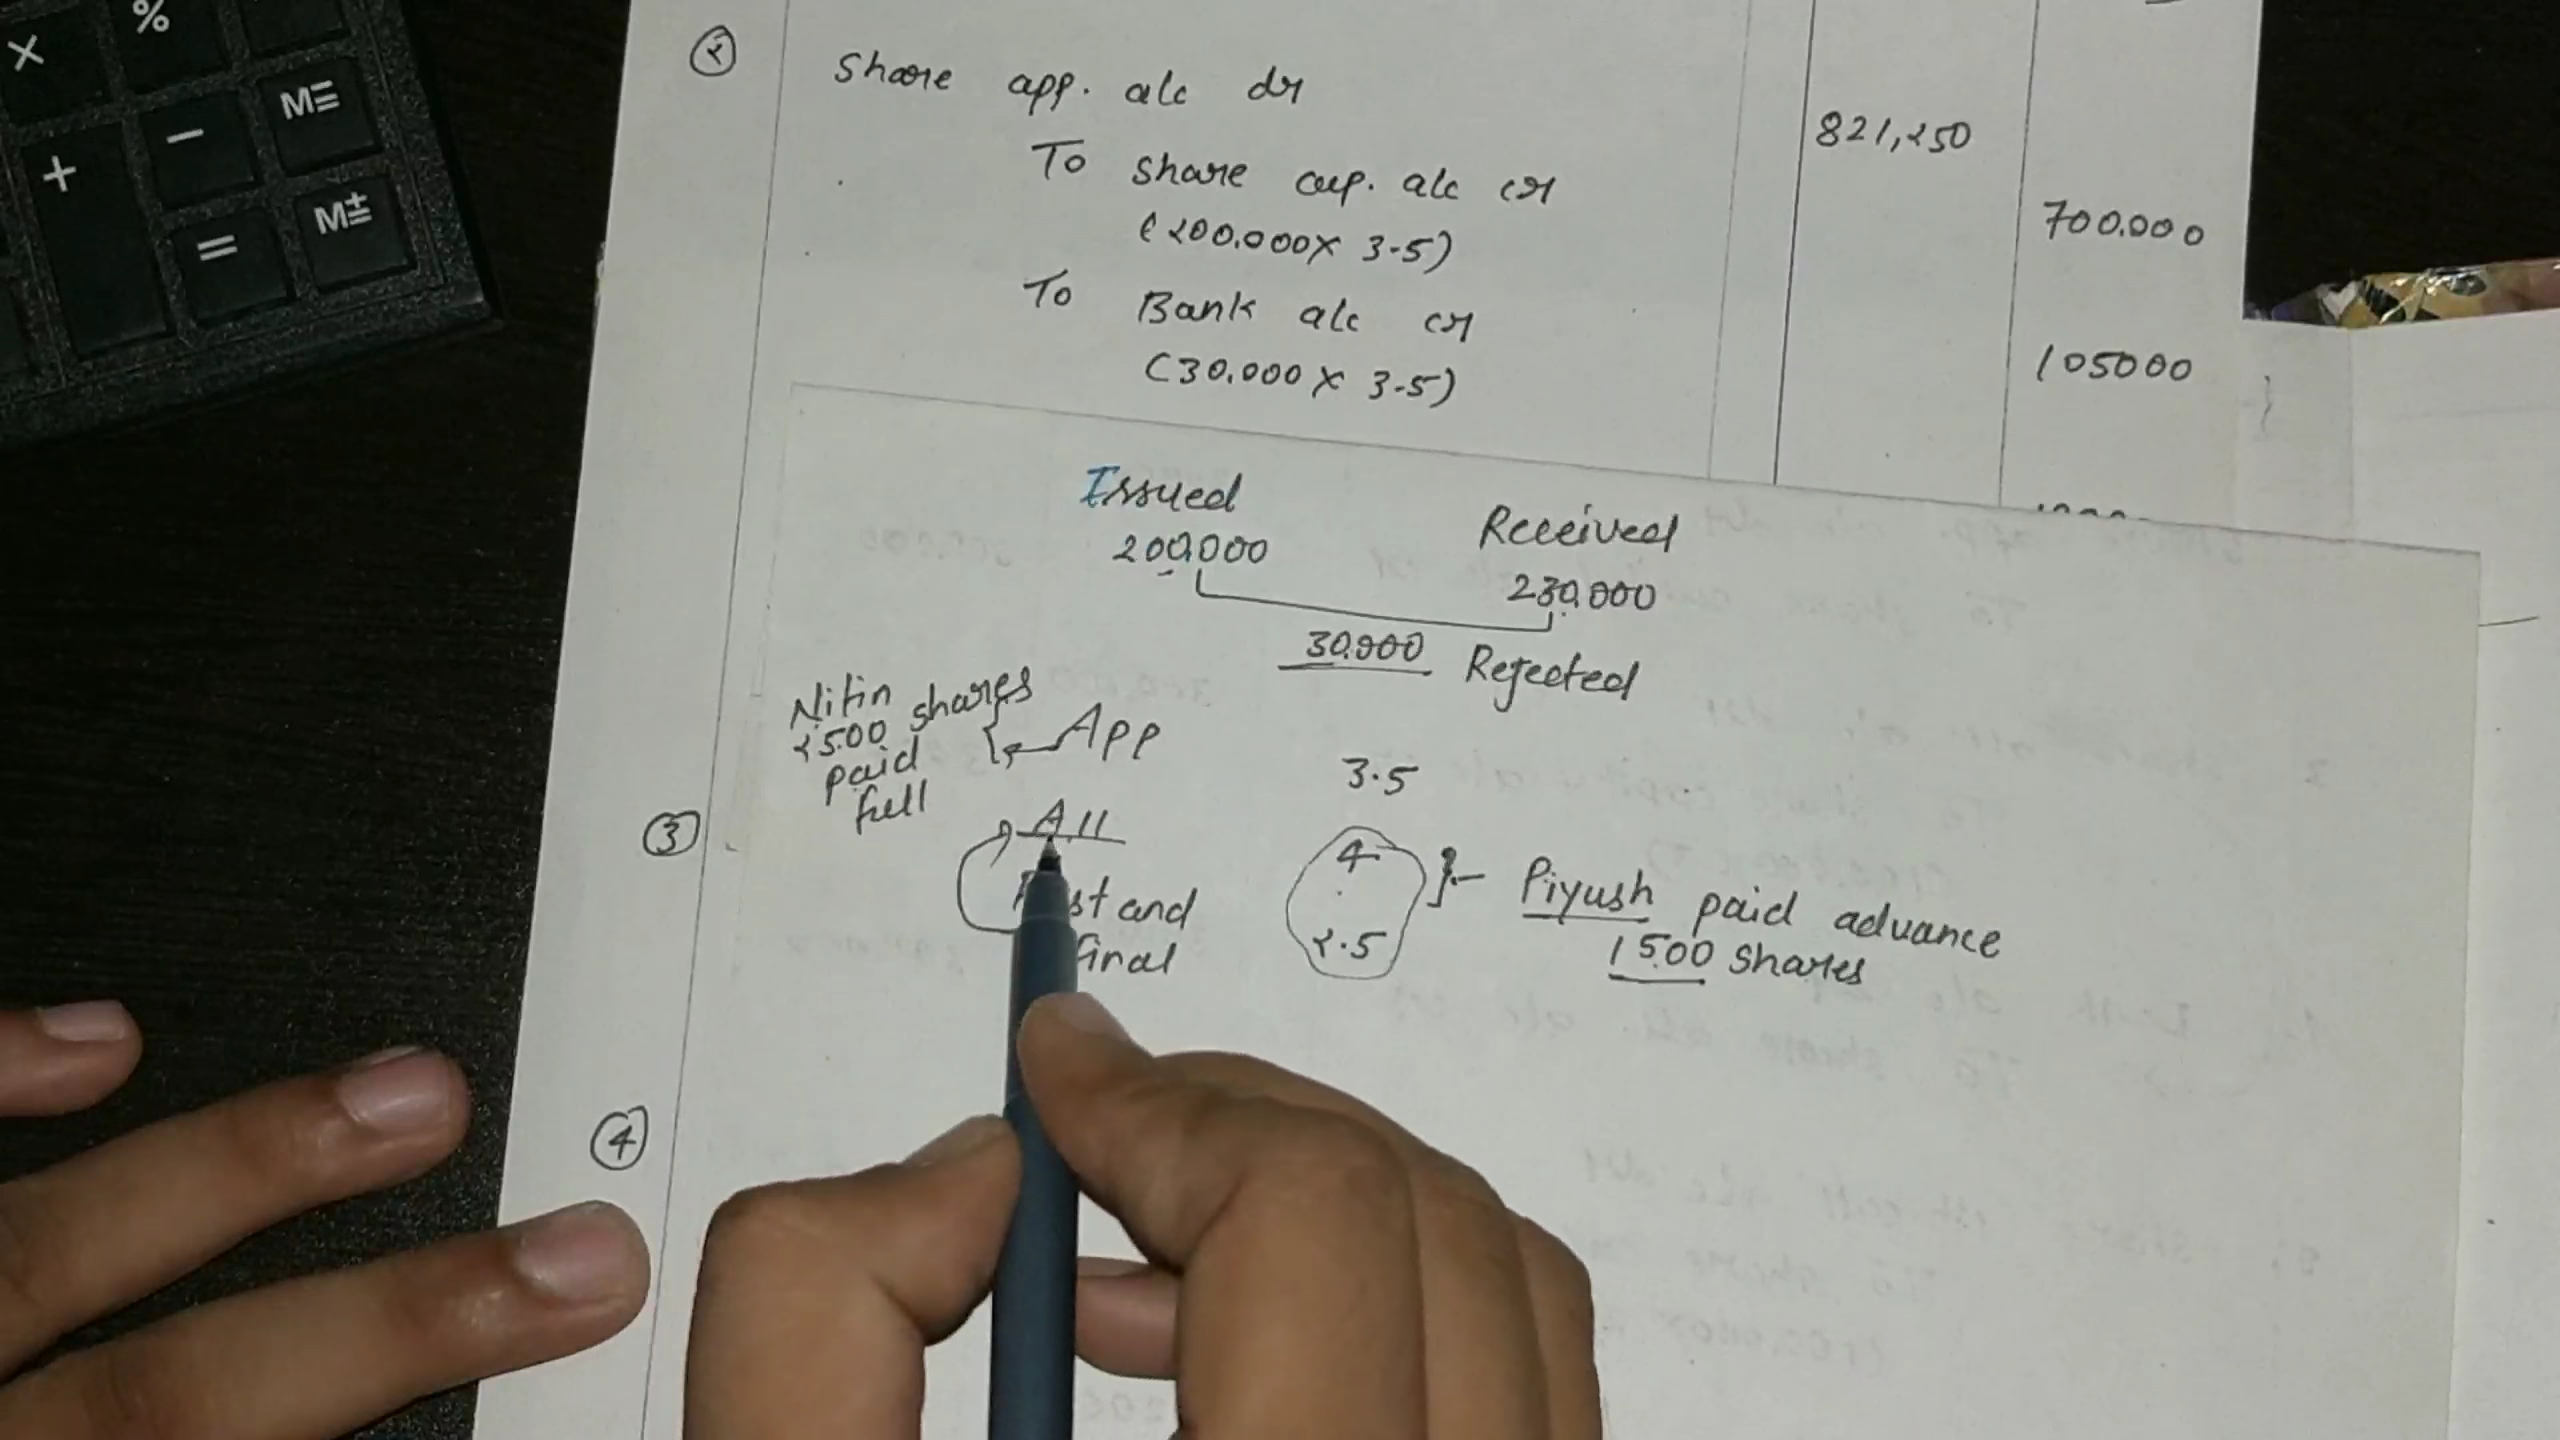 ×
%
M=
+
−
=
M±
②
Share app. a/c dr
821,250
To share cap. a/c cr
(200.000 × 3.5)
700.000
To Bank a/c cr
(30.000 × 3.5)
105000
Issued
Received
200,000
230.000
30.000 Rejected
Nitin
2500 shares
paid
full
App
3.5
③
All
4
Piyush paid advance
1500 shares
First and
final
2.5
④